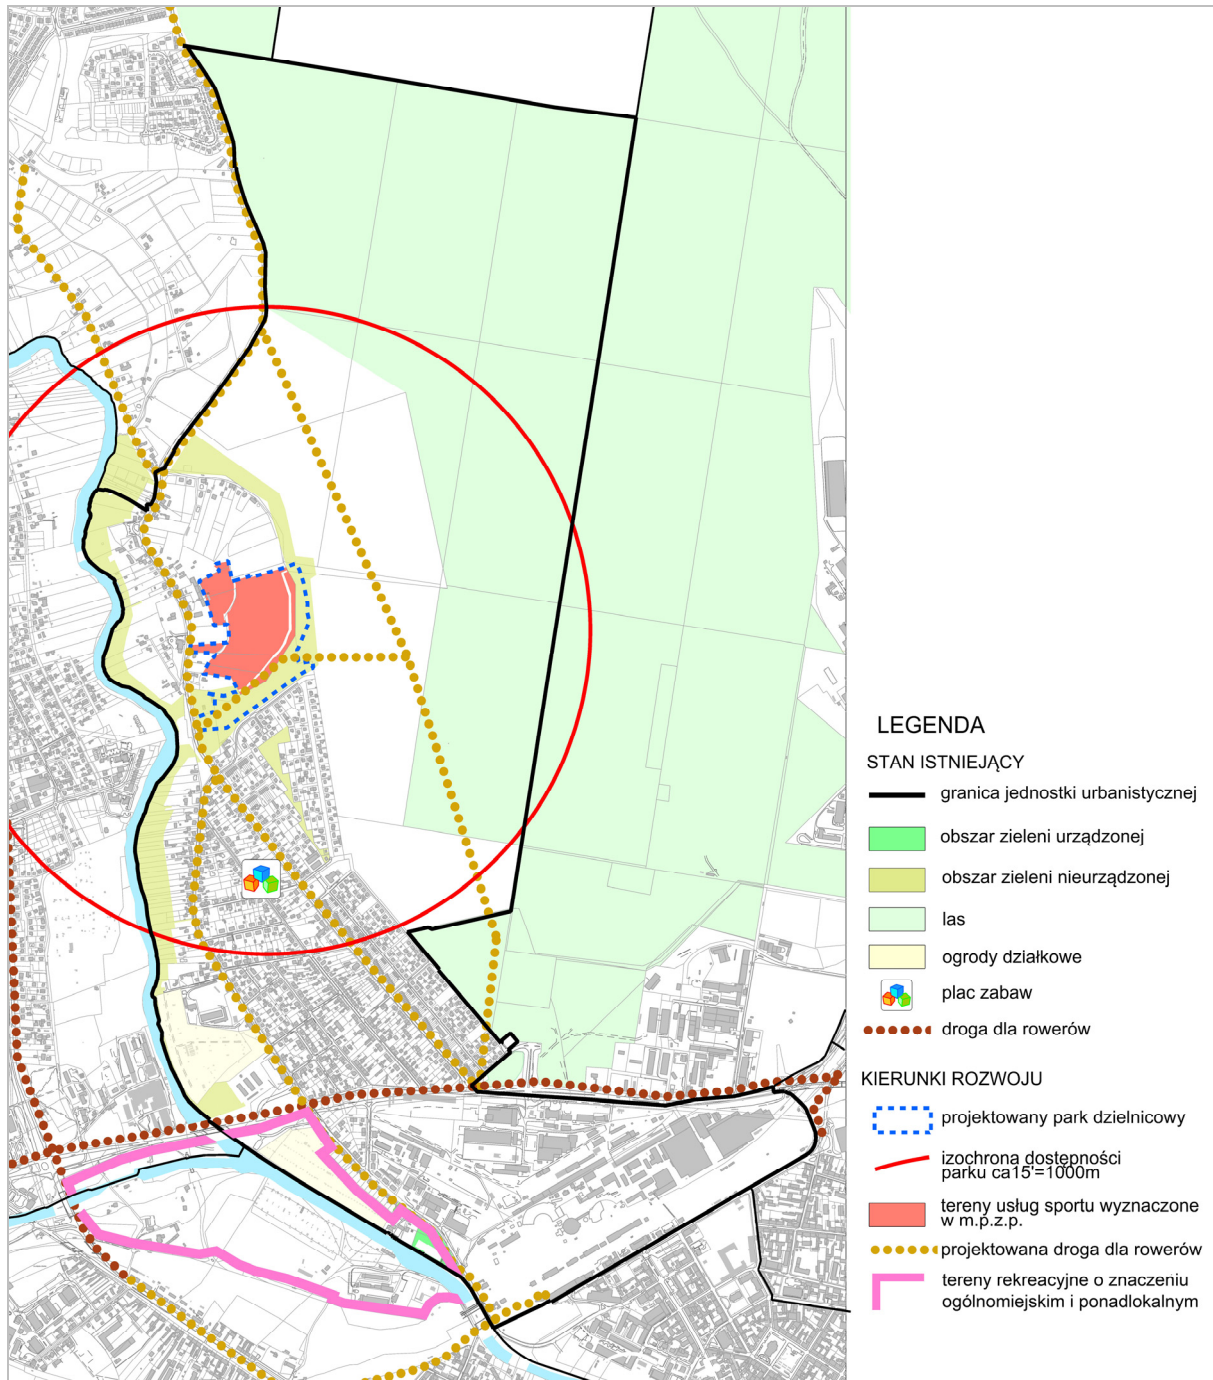 LEGENDA
STAN ISTNIEJĄCY
granica jednostki urbanistycznej
obszar zieleni urządzonej
obszar zieleni nieurządzonej
las
ogrody działkowe
plac zabaw
droga dla rowerów
KIERUNKI ROZWOJU
projektowany park dzielnicowy
izochrona dostępności
parku ca15'=1000m
tereny usług sportu wyznaczone
w m.p.z.p.
projektowana droga dla rowerów
tereny rekreacyjne o znaczeniu
ogólnomiejskim i ponadlokalnym